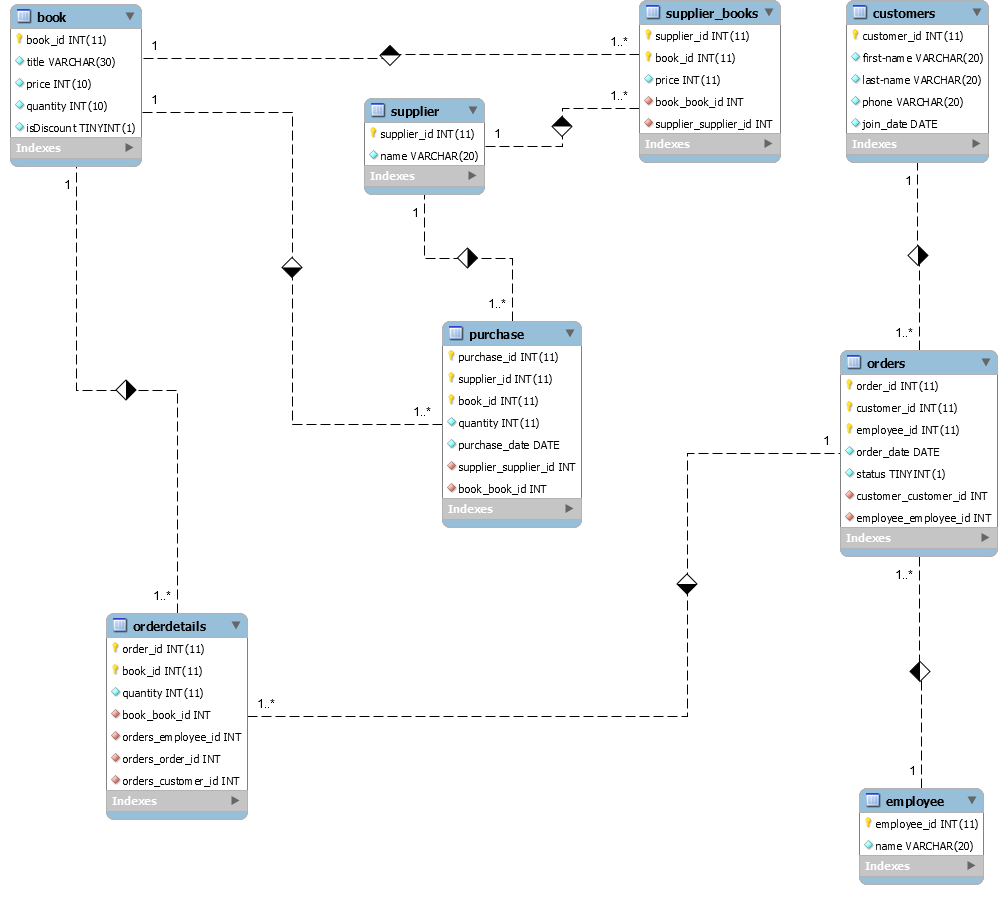 book
book_id INT(11)
title VARCHAR(30)
price INT(10)
quantity INT(10)
isDiscount TINYINT(1)
Indexes
1
1
1
1..*
1..*
supplier_books
supplier_id INT(11)
book_id INT(11)
price INT(11)
book_book_id INT
supplier_supplier_id INT
Indexes
customers
customer_id INT(11)
first-name VARCHAR(20)
last-name VARCHAR(20)
phone VARCHAR(20)
join_date DATE
Indexes
supplier
supplier_id INT(11)
name VARCHAR(20)
Indexes
1
1
1
1..*
1..*
1..*
purchase
purchase_id INT(11)
supplier_id INT(11)
book_id INT(11)
quantity INT(11)
purchase_date DATE
supplier_supplier_id INT
book_book_id INT
Indexes
orders
order_id INT(11)
customer_id INT(11)
employee_id INT(11)
order_date DATE
status TINYINT(1)
customer_customer_id INT
employee_employee_id INT
Indexes
1
1..*
1..*
1..*
orderdetails
order_id INT(11)
book_id INT(11)
quantity INT(11)
book_book_id INT
orders_employee_id INT
orders_order_id INT
orders_customer_id INT
Indexes
1
employee
employee_id INT(11)
name VARCHAR(20)
Indexes